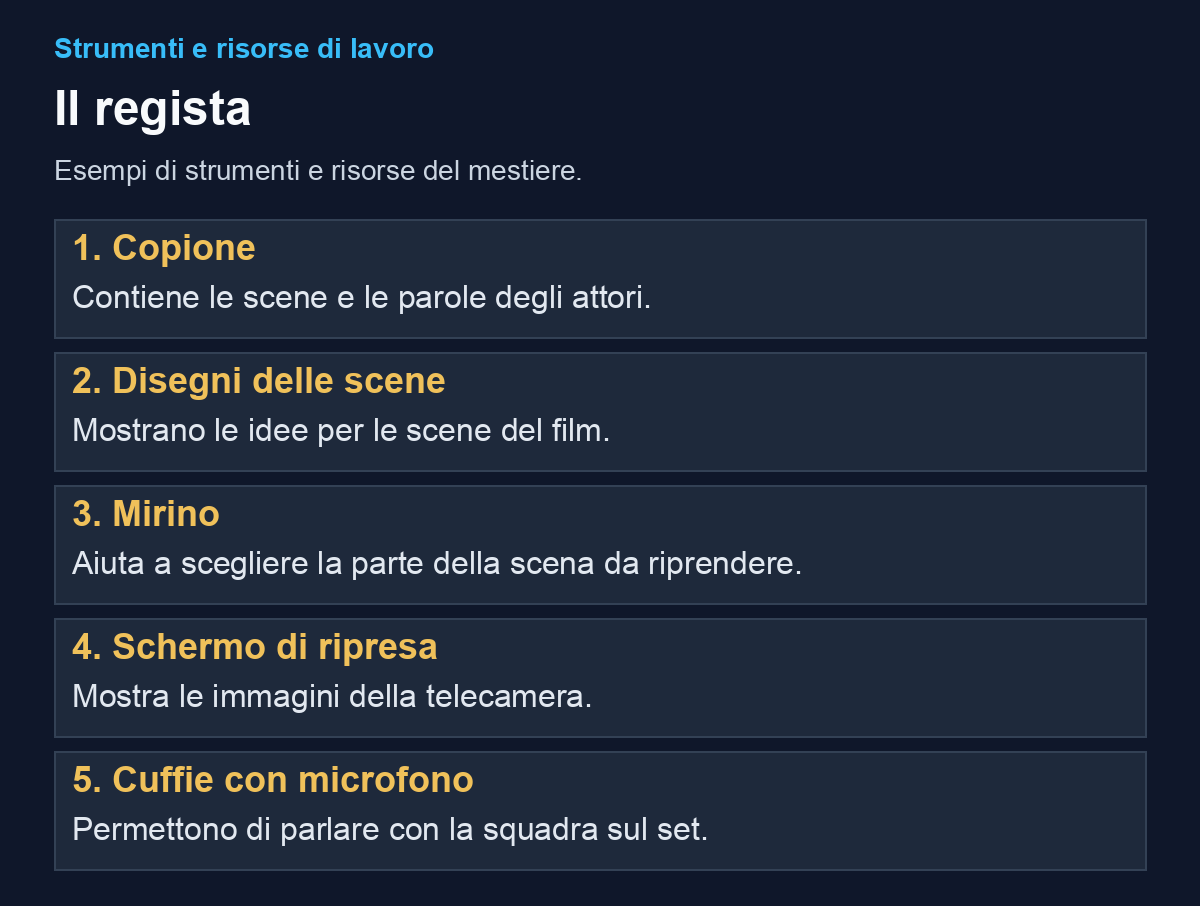 Strumenti e risorse di lavoro
Il regista
Esempi di strumenti e risorse del mestiere.
1. Copione
Contiene le scene e le parole degli attori.
2. Disegni delle scene
Mostrano le idee per le scene del film.
3. Mirino
Aiuta a scegliere la parte della scena da riprendere.
4. Schermo di ripresa
Mostra le immagini della telecamera.
5. Cuffie con microfono
Permettono di parlare con la squadra sul set.